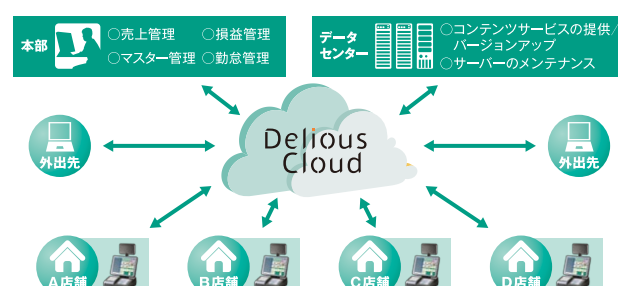 本部
○売上管理 ○損益管理
○マスター管理 ○勤怠管理
データ
センター
○コンテンツサービスの提供/
バージョンアップ
○サーバーのメンテナンス
Delious
Cloud
外出先
外出先
A店舗
B店舗
C店舗
D店舗